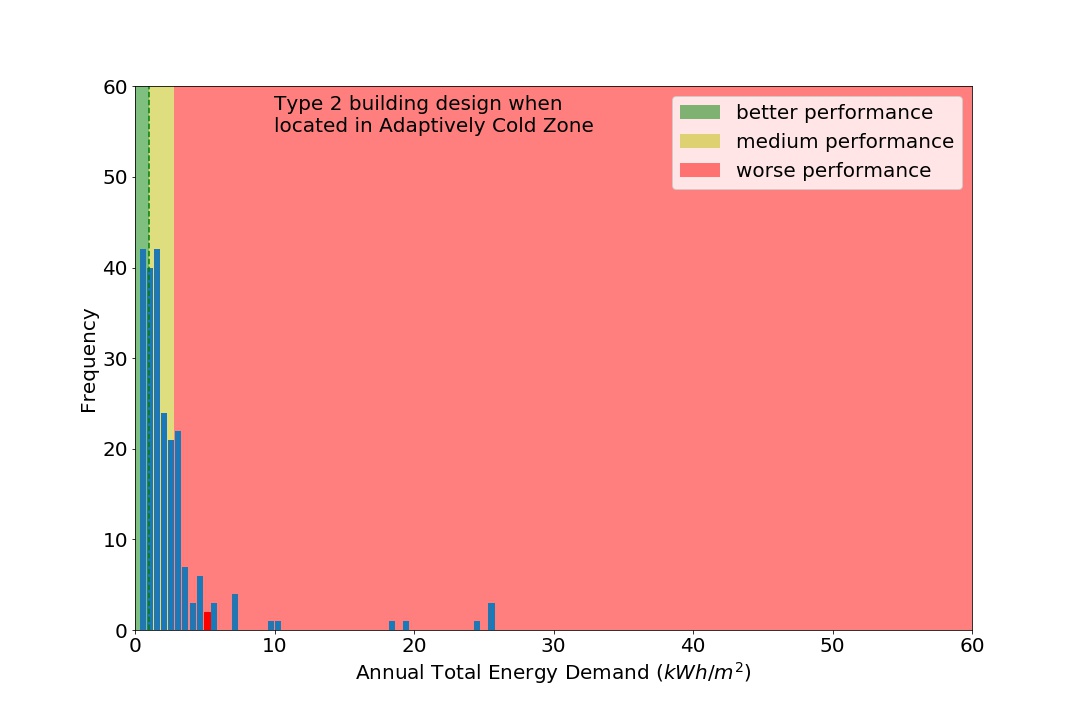 Type 2 building design when
located in Adaptively Cold Zone
better performance
medium performance
worse performance
60
50
40
30
20
10
0
Frequency
0 10 20 30 40 50 60
Annual Total Energy Demand (kWh/m²)